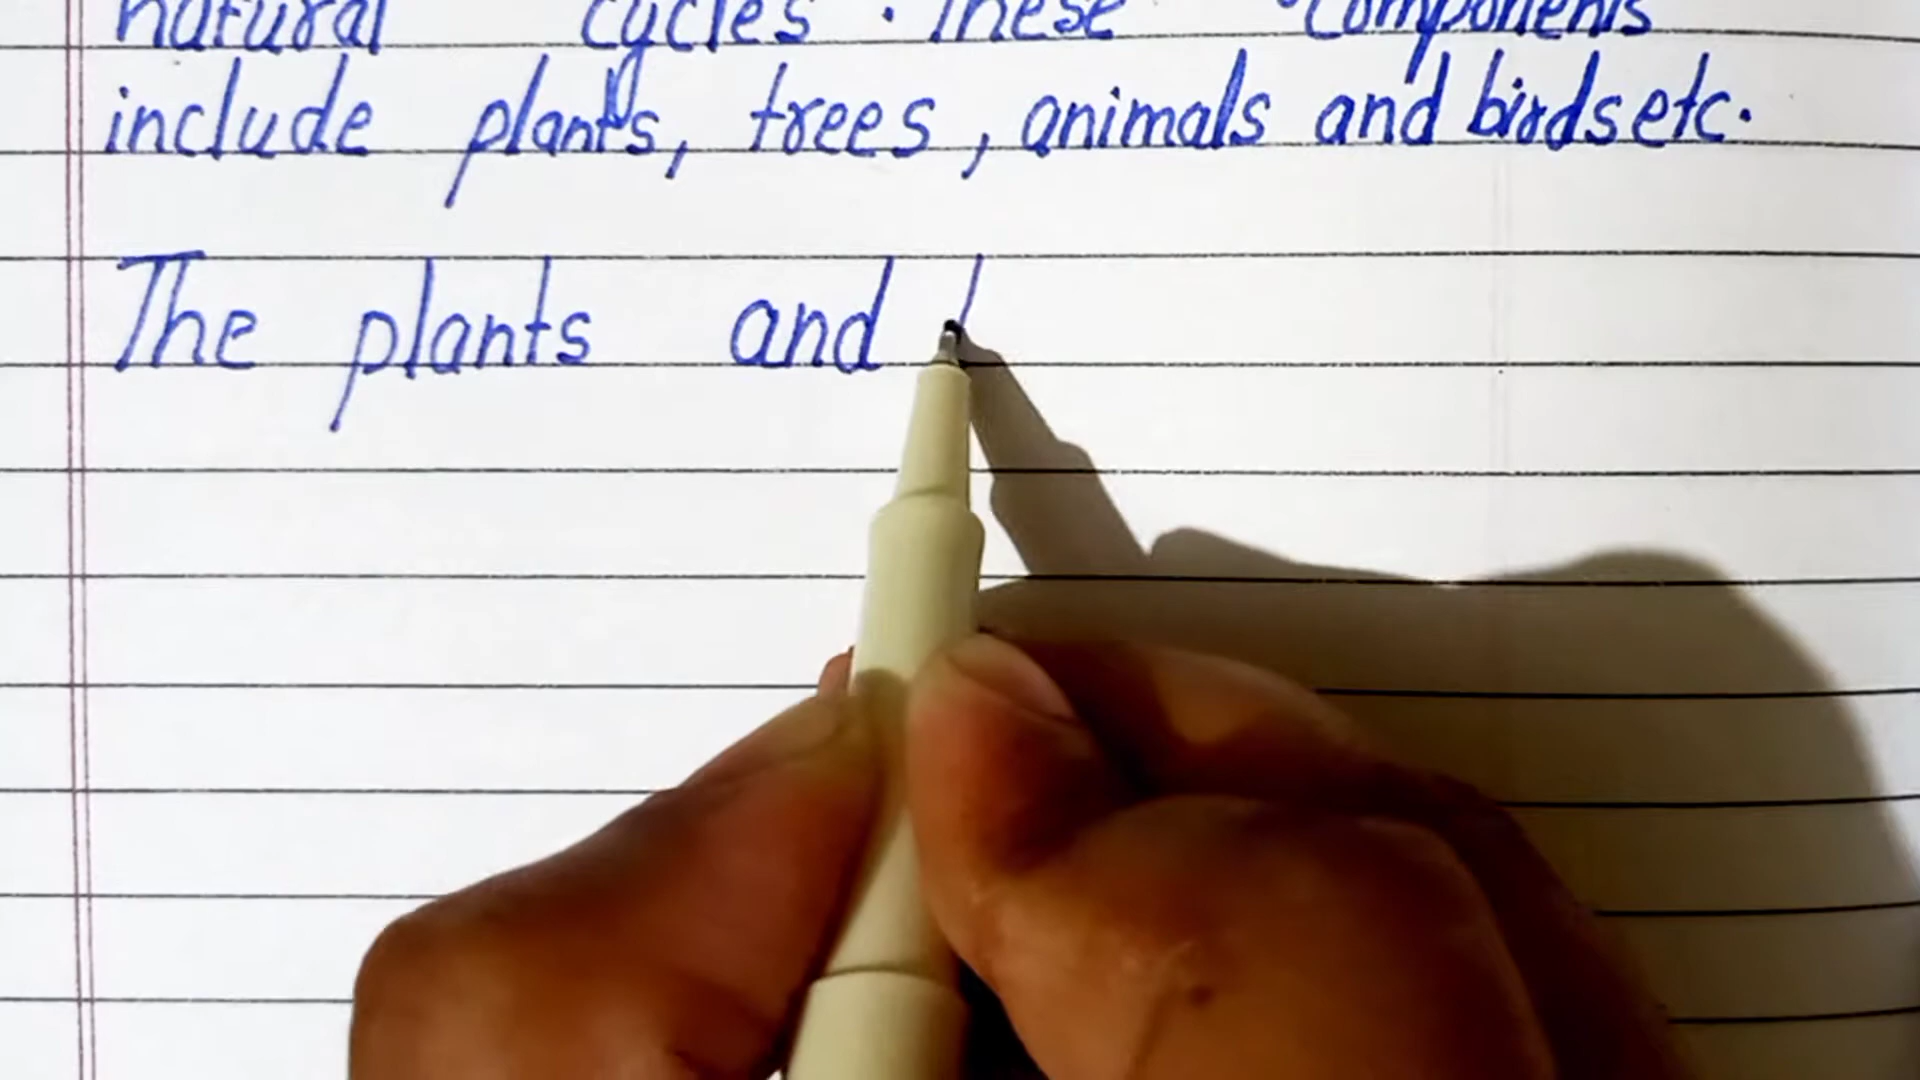 natural cycles. These components
include plants, trees, animals and birds etc.
The plants and